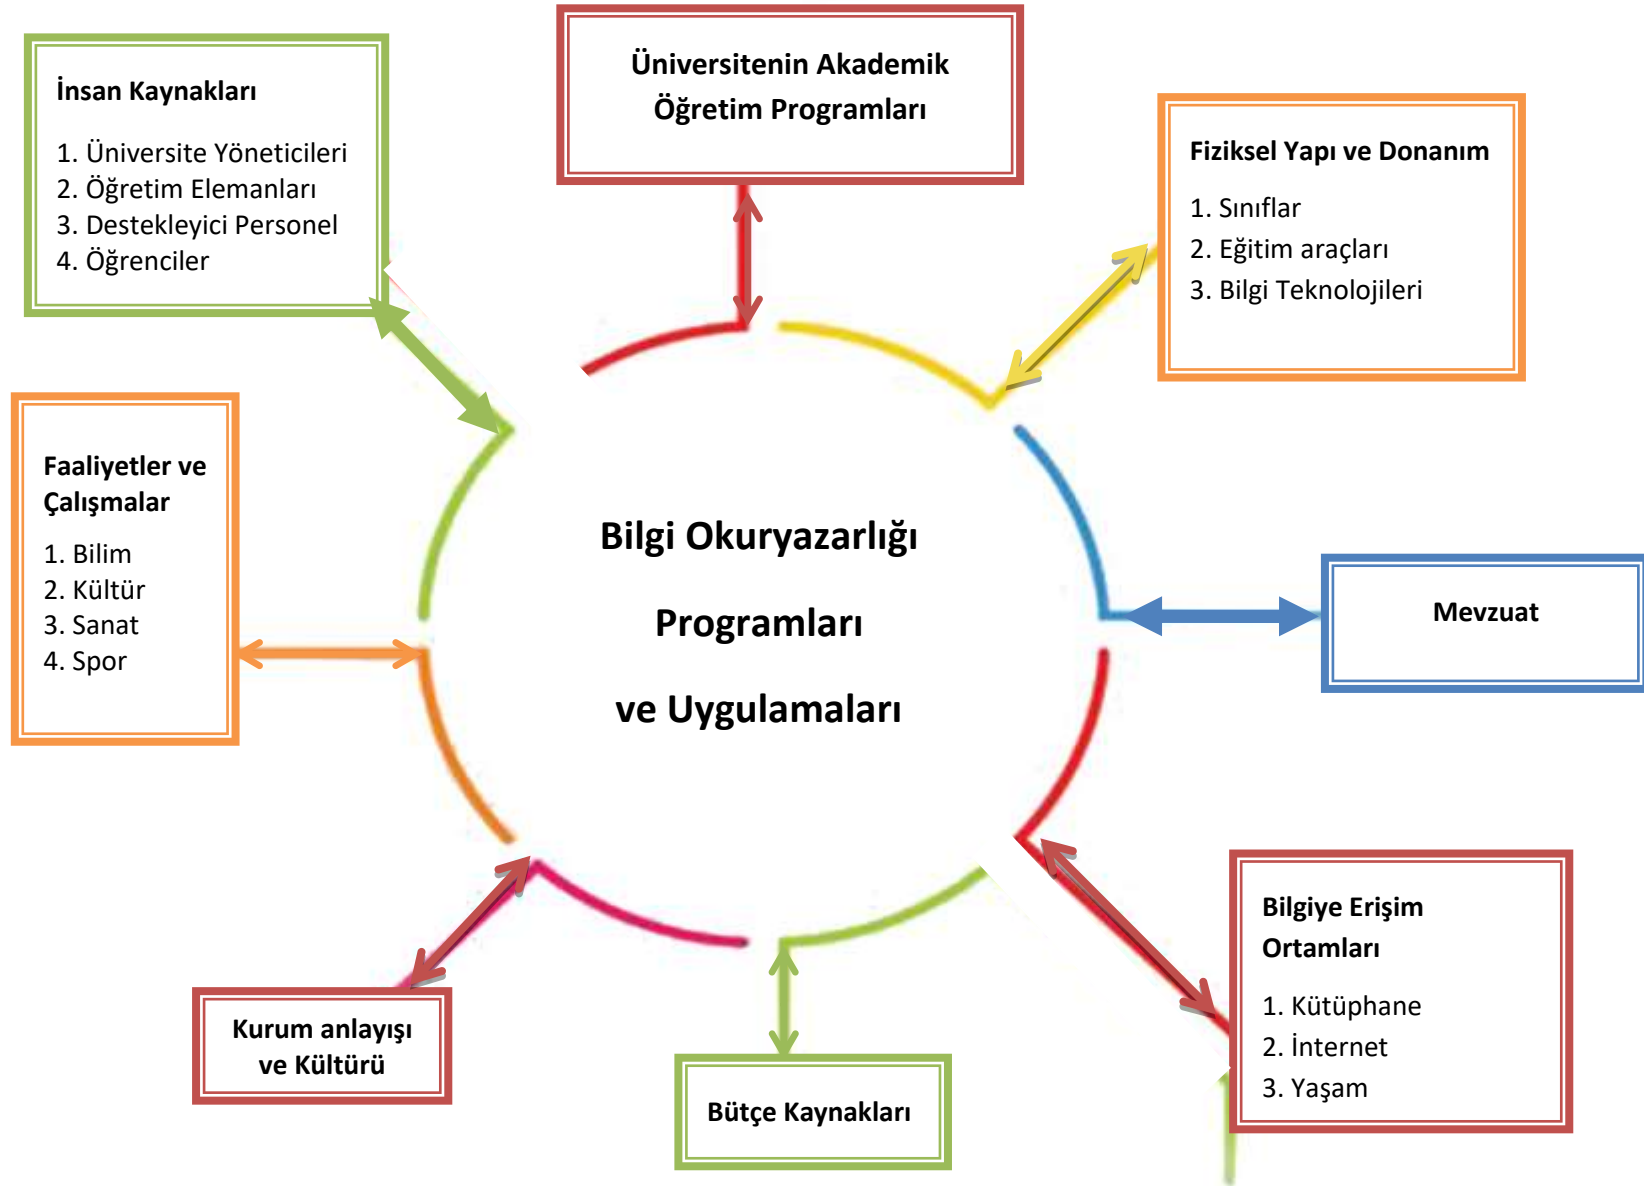 Üniversitenin Akademik
Öğretim Programları
İnsan Kaynakları
1. Üniversite Yöneticileri
2. Öğretim Elemanları
3. Destekleyici Personel
4. Öğrenciler
Fiziksel Yapı ve Donanım
1. Sınıflar
2. Eğitim araçları
3. Bilgi Teknolojileri
Faaliyetler ve
Çalışmalar
1. Bilim
2. Kültür
3. Sanat
4. Spor
Bilgi Okuryazarlığı
Programları
ve Uygulamaları
Mevzuat
Bilgiye Erişim
Ortamları
1. Kütüphane
2. İnternet
3. Yaşam
Kurum anlayışı
ve Kültürü
Bütçe Kaynakları